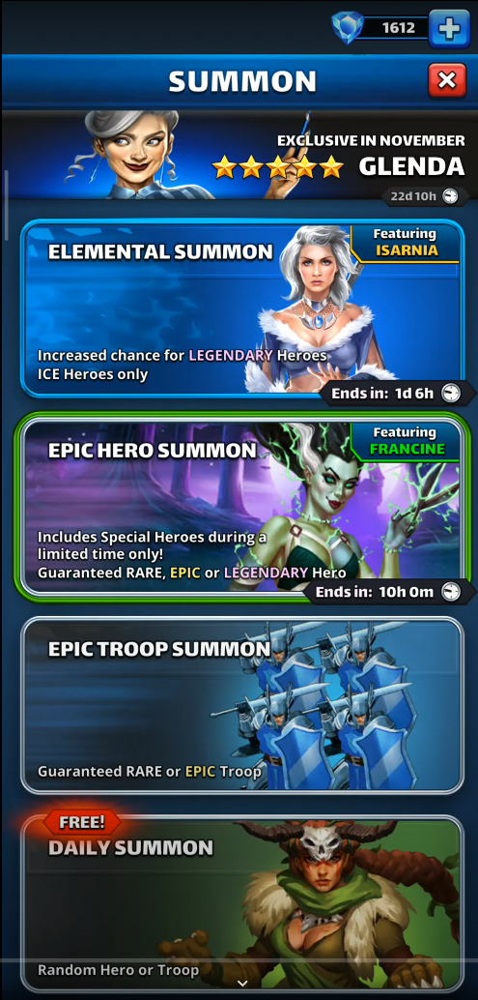 1612
SUMMON
EXCLUSIVE IN NOVEMBER
GLENDA
22d 10h
Featuring
ISARNIA
ELEMENTAL SUMMON
Increased chance for LEGENDARY Heroes
ICE Heroes only
Ends in: 1d 6h
Featuring
FRANCINE
EPIC HERO SUMMON
Includes Special Heroes during a
limited time only!
Guaranteed RARE, EPIC or LEGENDARY Hero
Ends in: 10h 0m
EPIC TROOP SUMMON
Guaranteed RARE or EPIC Troop
FREE!
DAILY SUMMON
Random Hero or Troop